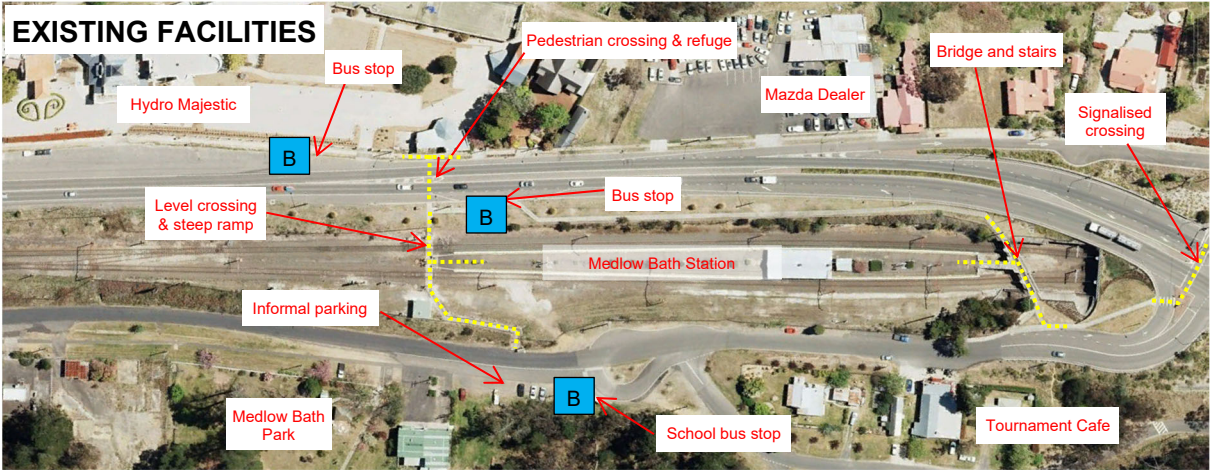 EXISTING FACILITIES
Pedestrian crossing & refuge
Bridge and stairs
Bus stop
Hydro Majestic
Mazda Dealer
Signalised
crossing
B
Bus stop
Level crossing
& steep ramp
B
Medlow Bath Station
Informal parking
B
Medlow Bath
Park
School bus stop
Tournament Cafe